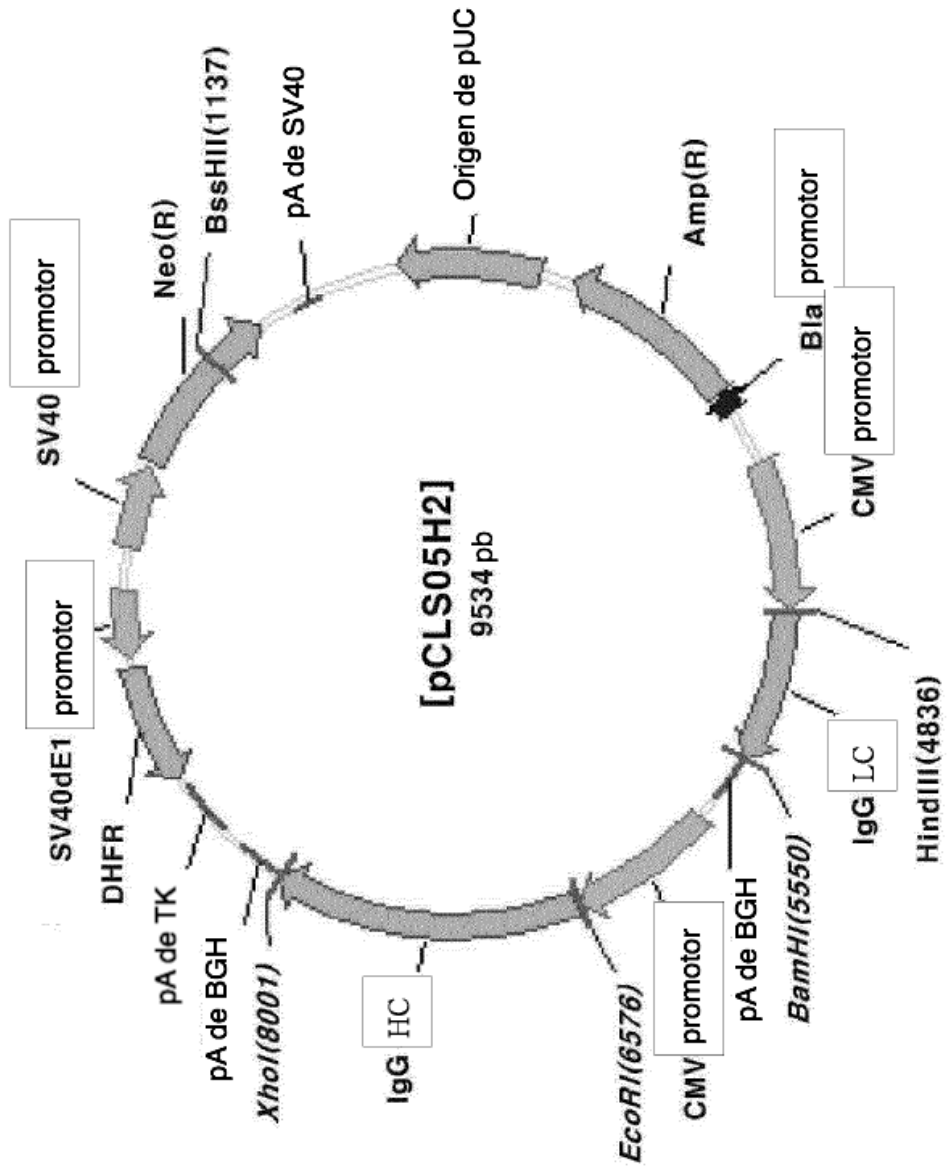 SV40 promotor
SV40dE1 promotor
DHFR
Neo(R)
pA de TK
BssHII(1137)
pA de BGH
XhoI(8001)
pA de SV40
IgG HC
[pCLS05H2]
9534 pb
Origen de pUC
EcoRI(6576)
CMV promotor
Amp(R)
pA de BGH
BamHI(5550)
Bla promotor
IgG LC
CMV promotor
HindIII(4836)